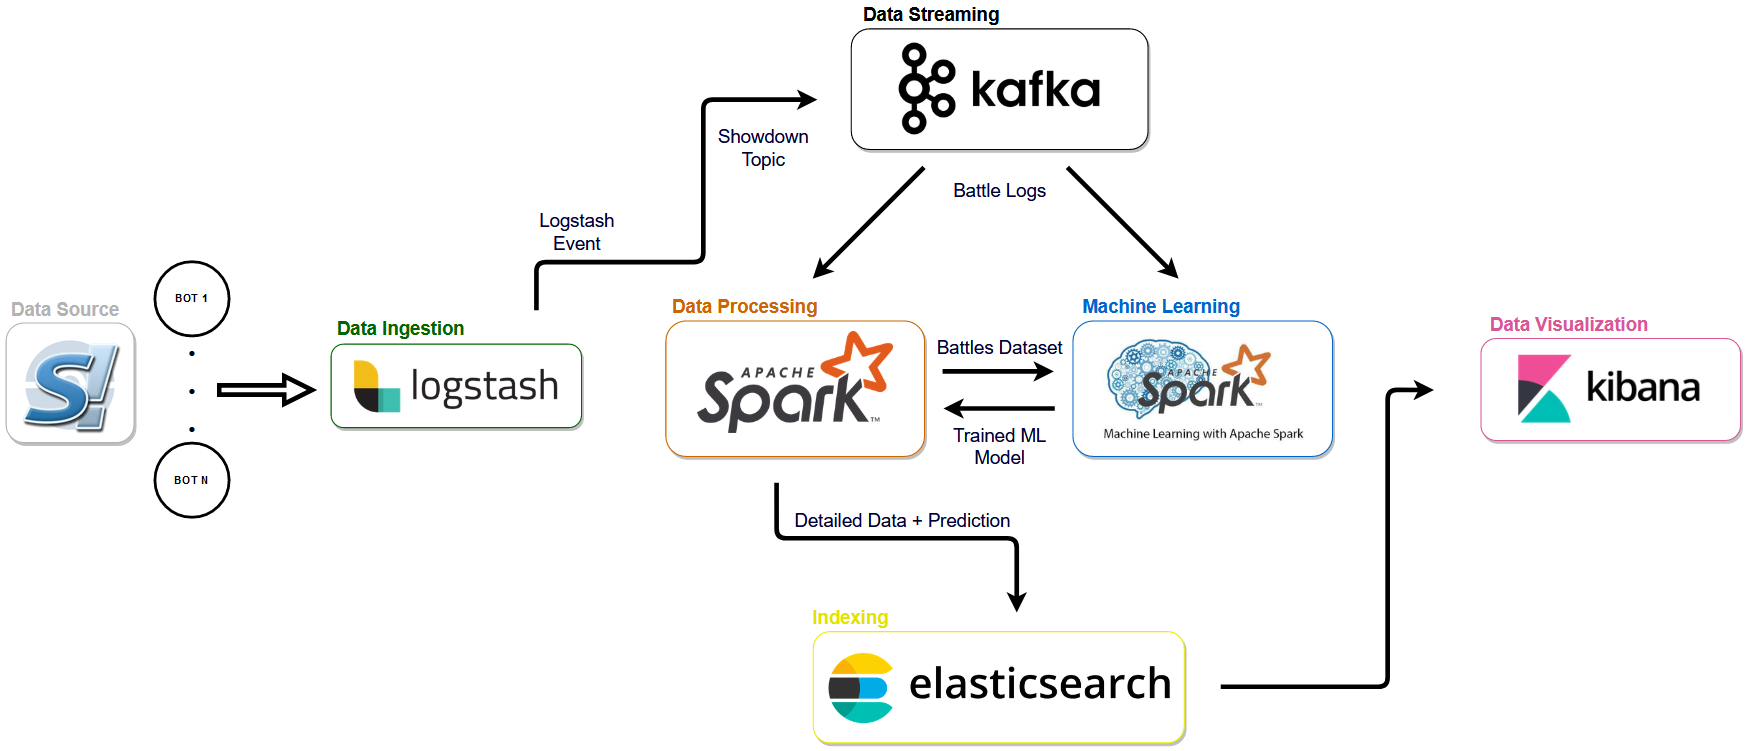 Data Streaming
kafka
Showdown
Topic
Battle Logs
Logstash
Event
Data Source
S!
BOT 1
BOT N
Data Ingestion
logstash
Data Processing
APACHE
Spark™
Battles Dataset
Trained ML
Model
Machine Learning
APACHE
Spark™
Machine Learning with Apache Spark
Data Visualization
kibana
Detailed Data + Prediction
Indexing
elasticsearch